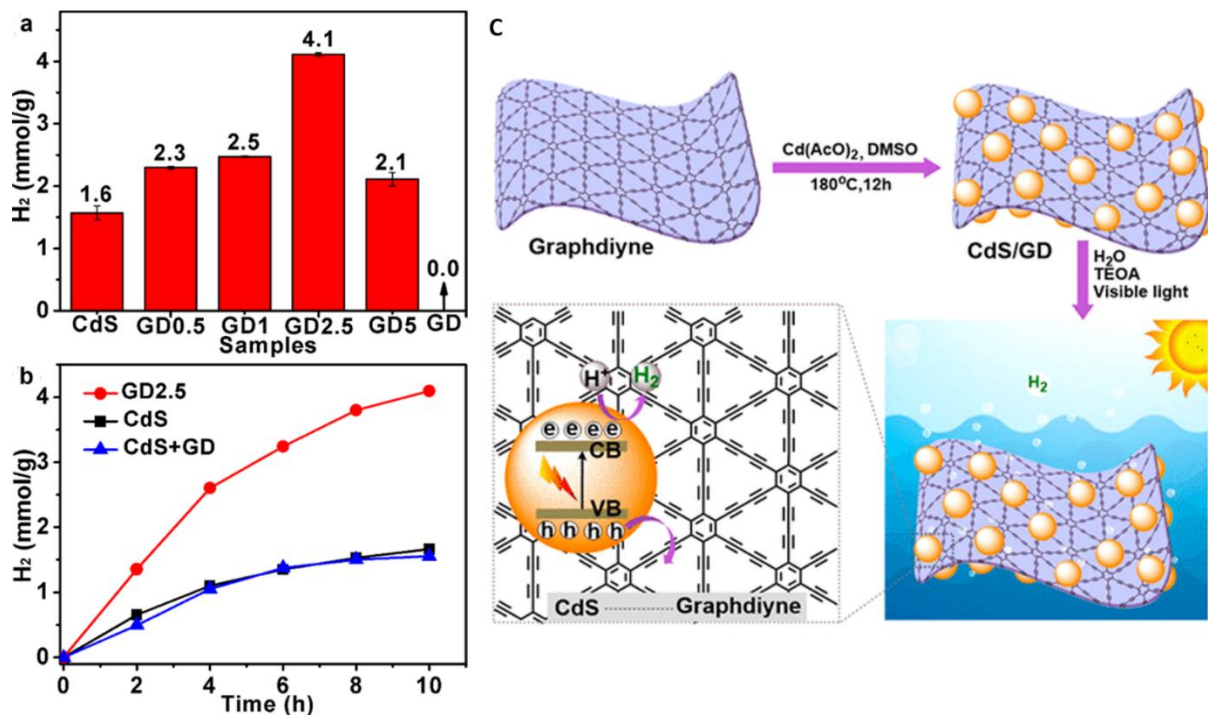 a
H₂ (mmol/g)
4
3
2
1
0
1.6
2.3
2.5
4.1
2.1
0.0
CdS GD0.5 GD1 GD2.5 GD5 GD
Samples
b
H₂ (mmol/g)
4
3
2
1
0
GD2.5
CdS
CdS+GD
0 2 4 6 8 10
Time (h)
C
Graphdiyne
Cd(AcO)₂, DMSO
180°C,12h
CdS/GD
H₂O
TEOA
Visible light
H₂
H⁺ H₂
e e e e
CB
VB
h h h h
CdS ---------- Graphdiyne